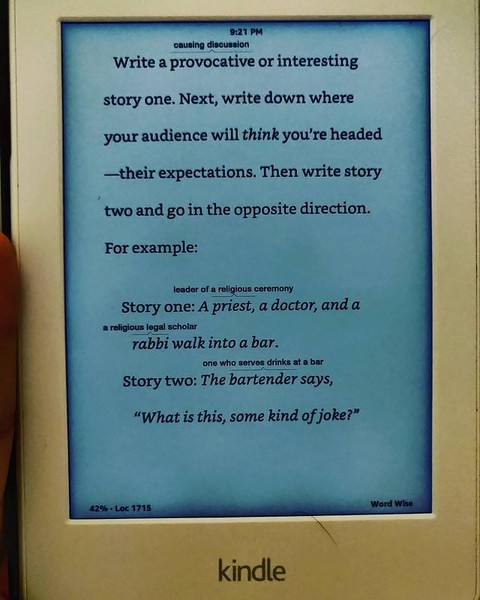 9:21 PM
causing discussion
Write a provocative or interesting
story one. Next, write down where
your audience will think you're headed
—their expectations. Then write story
two and go in the opposite direction.
For example:
leader of a religious ceremony
Story one: A priest, a doctor, and a
a religious legal scholar
rabbi walk into a bar.
one who serves drinks at a bar
Story two: The bartender says,
“What is this, some kind of joke?”
42% • Loc 1715 Word Wise
kindle